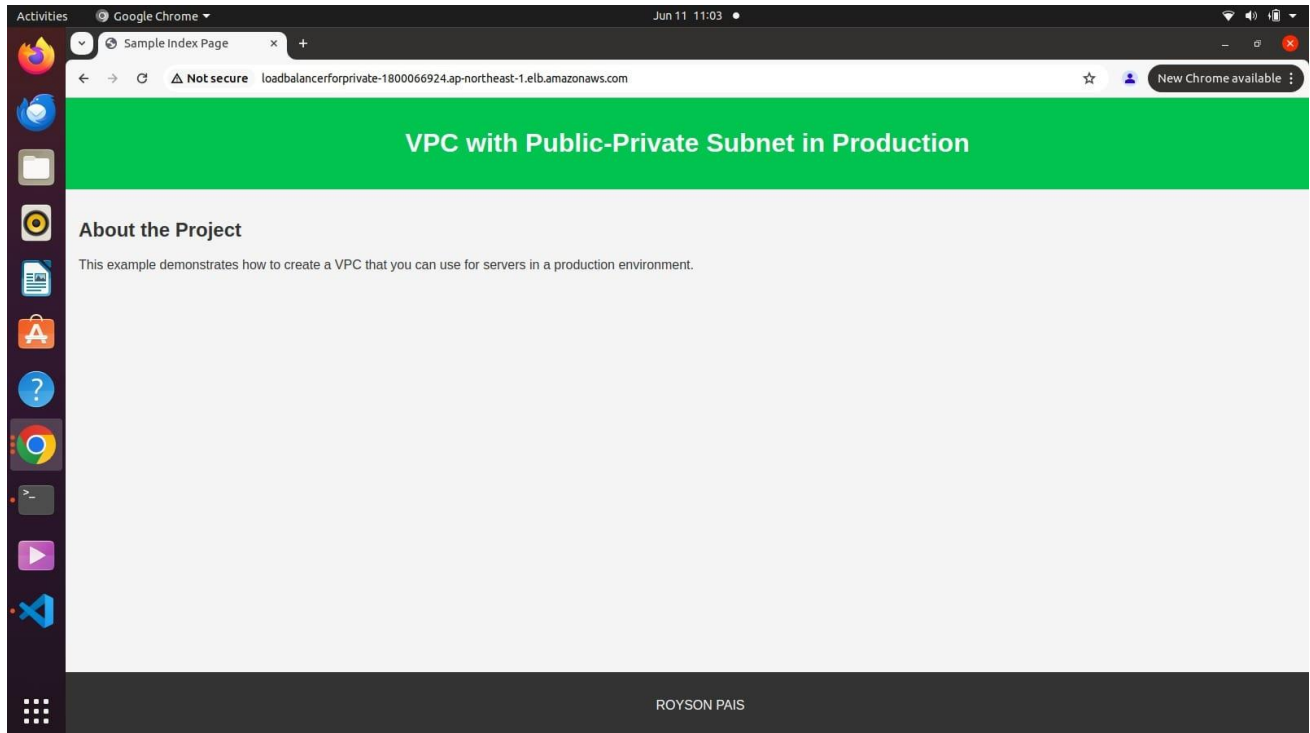 Activities
Google Chrome
Jun 11 11:03
Sample Index Page
Not secure
loadbalancerforprivate-1800066924.ap-northeast-1.elb.amazonaws.com
New Chrome available
VPC with Public-Private Subnet in Production
About the Project
This example demonstrates how to create a VPC that you can use for servers in a production environment.
ROYSON PAIS